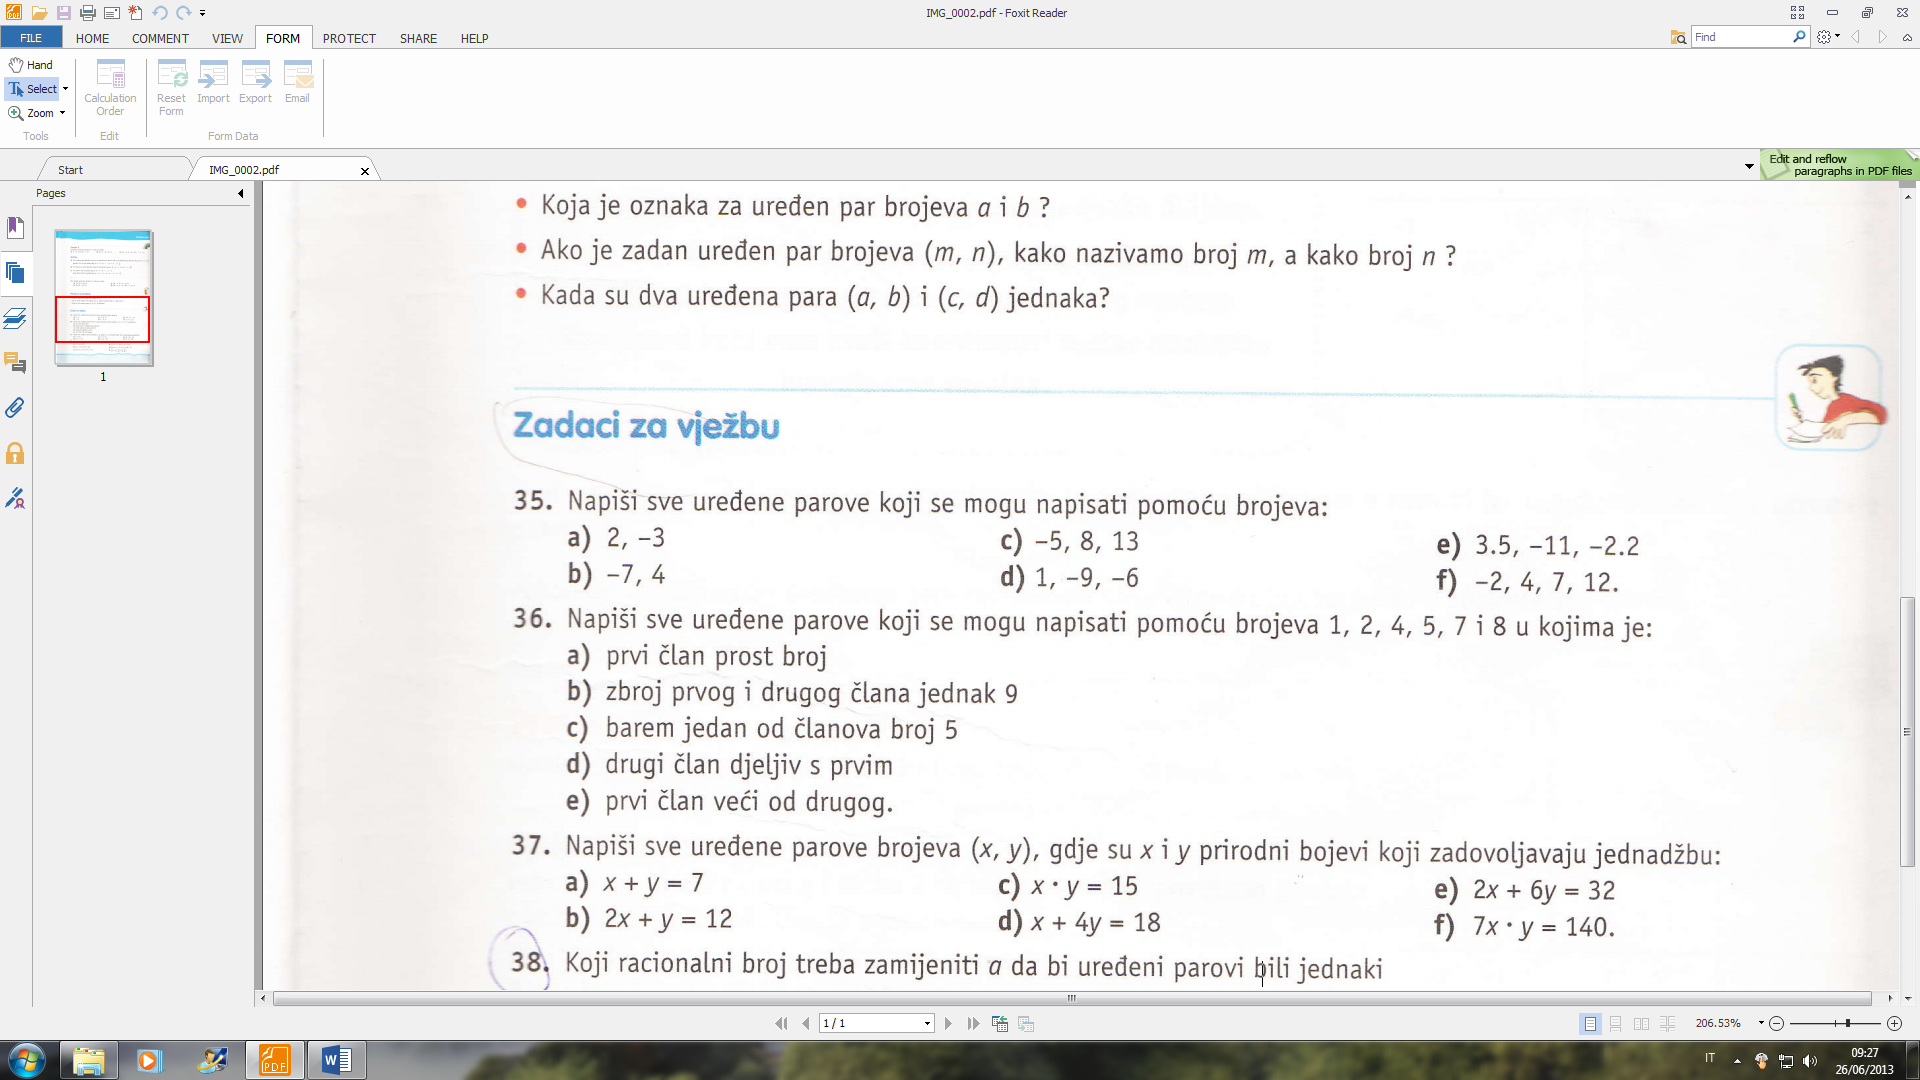 IMG_0002.pdf - Foxit Reader
FILE HOME COMMENT VIEW FORM PROTECT SHARE HELP
Find
Hand
Select
Zoom
Tools
Calculation Order
Edit
Reset Form
Import
Export
Email
Form Data
Start
IMG_0002.pdf
Edit and reflow
paragraphs in PDF files
Pages
1
• Koja je oznaka za uređen par brojeva a i b ?
• Ako je zadan uređen par brojeva (m, n), kako nazivamo broj m, a kako broj n ?
• Kada su dva uređena para (a, b) i (c, d) jednaka?
Zadaci za vježbu
35. Napiši sve uređene parove koji se mogu napisati pomoću brojeva:
a) 2, –3 c) –5, 8, 13 e) 3.5, –11, –2.2
b) –7, 4 d) 1, –9, –6 f) –2, 4, 7, 12.
36. Napiši sve uređene parove koji se mogu napisati pomoću brojeva 1, 2, 4, 5, 7 i 8 u kojima je:
a) prvi član prost broj
b) zbroj prvog i drugog člana jednak 9
c) barem jedan od članova broj 5
d) drugi član djeljiv s prvim
e) prvi član veći od drugog.
37. Napiši sve uređene parove brojeva (x, y), gdje su x i y prirodni bojevi koji zadovoljavaju jednadžbu:
a) x + y = 7 c) x · y = 15 e) 2x + 6y = 32
b) 2x + y = 12 d) x + 4y = 18 f) 7x · y = 140.
38. Koji racionalni broj treba zamijeniti a da bi uređeni parovi bili jednaki
1 / 1
206.53%
PDF
IT
09:27
26/06/2013